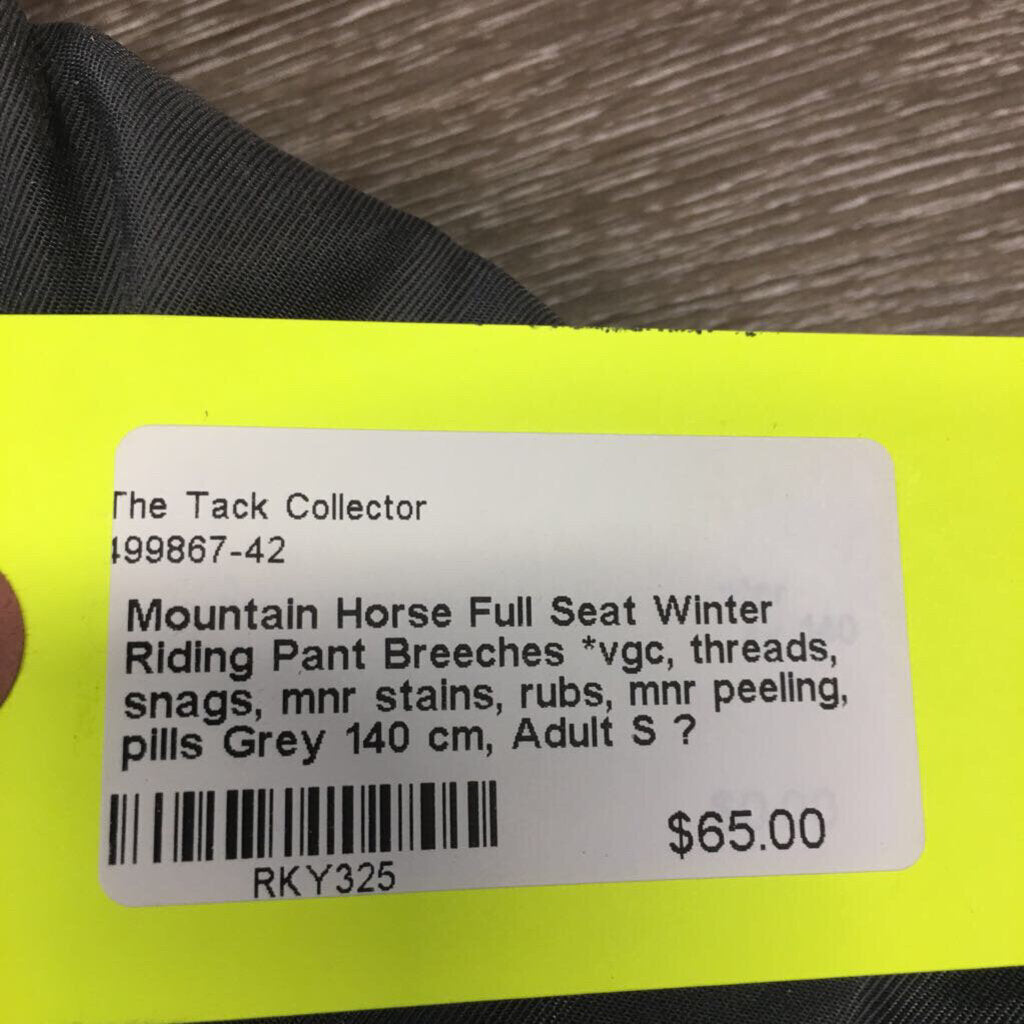 The Tack Collector
499867-42
Mountain Horse Full Seat Winter
Riding Pant Breeches *vgc, threads,
snags, mnr stains, rubs, mnr peeling,
pills Grey 140 cm, Adult S ?
$65.00
RKY325